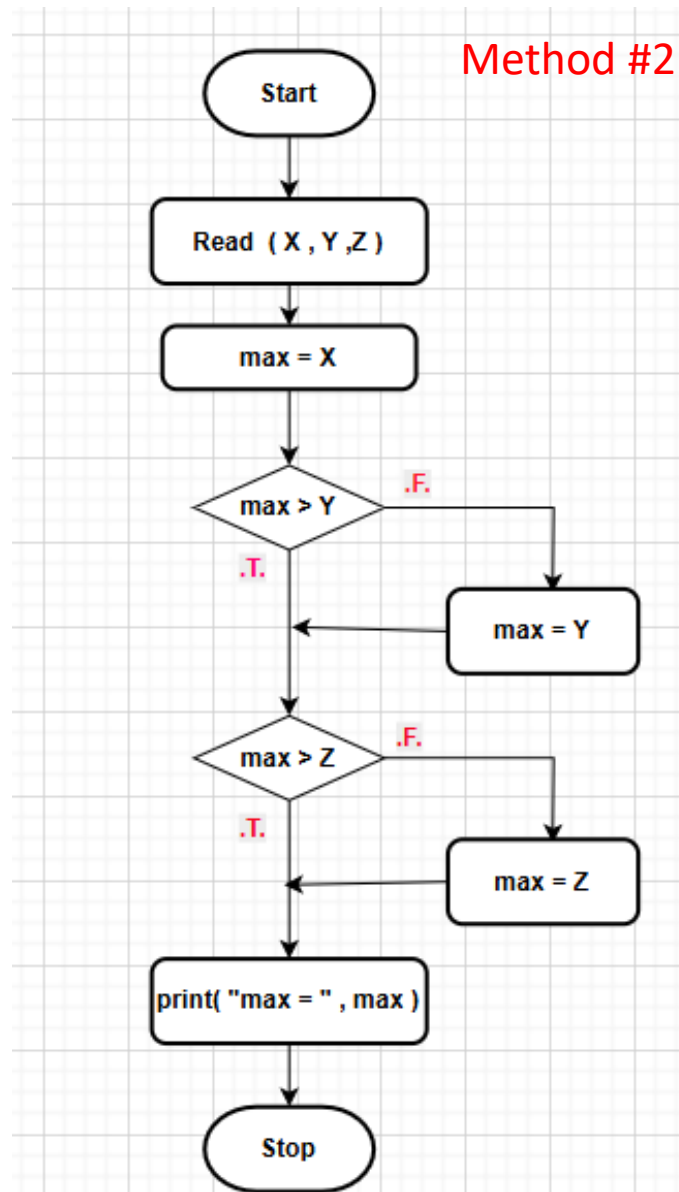 Method #2
Start
Read ( X , Y ,Z )
max = X
max > Y
.F.
.T.
max = Y
max > Z
.F.
.T.
max = Z
print( "max = " , max )
Stop